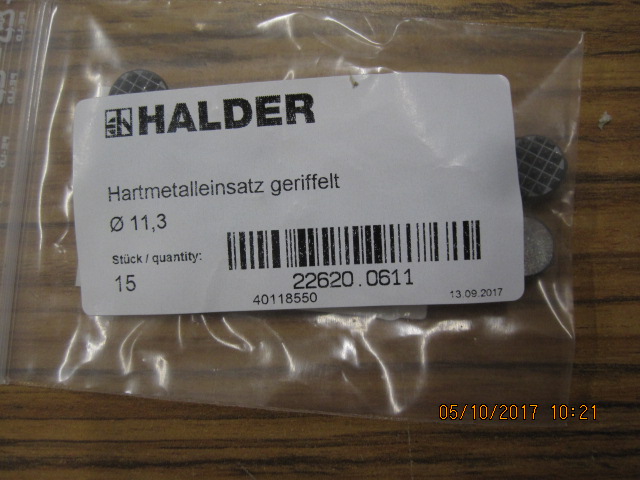 HALDER
Hartmetalleinsatz geriffelt
Ø 11,3
Stück / quantity:
15
22620.0611
40118550
13.09.2017
05/10/2017 10:21